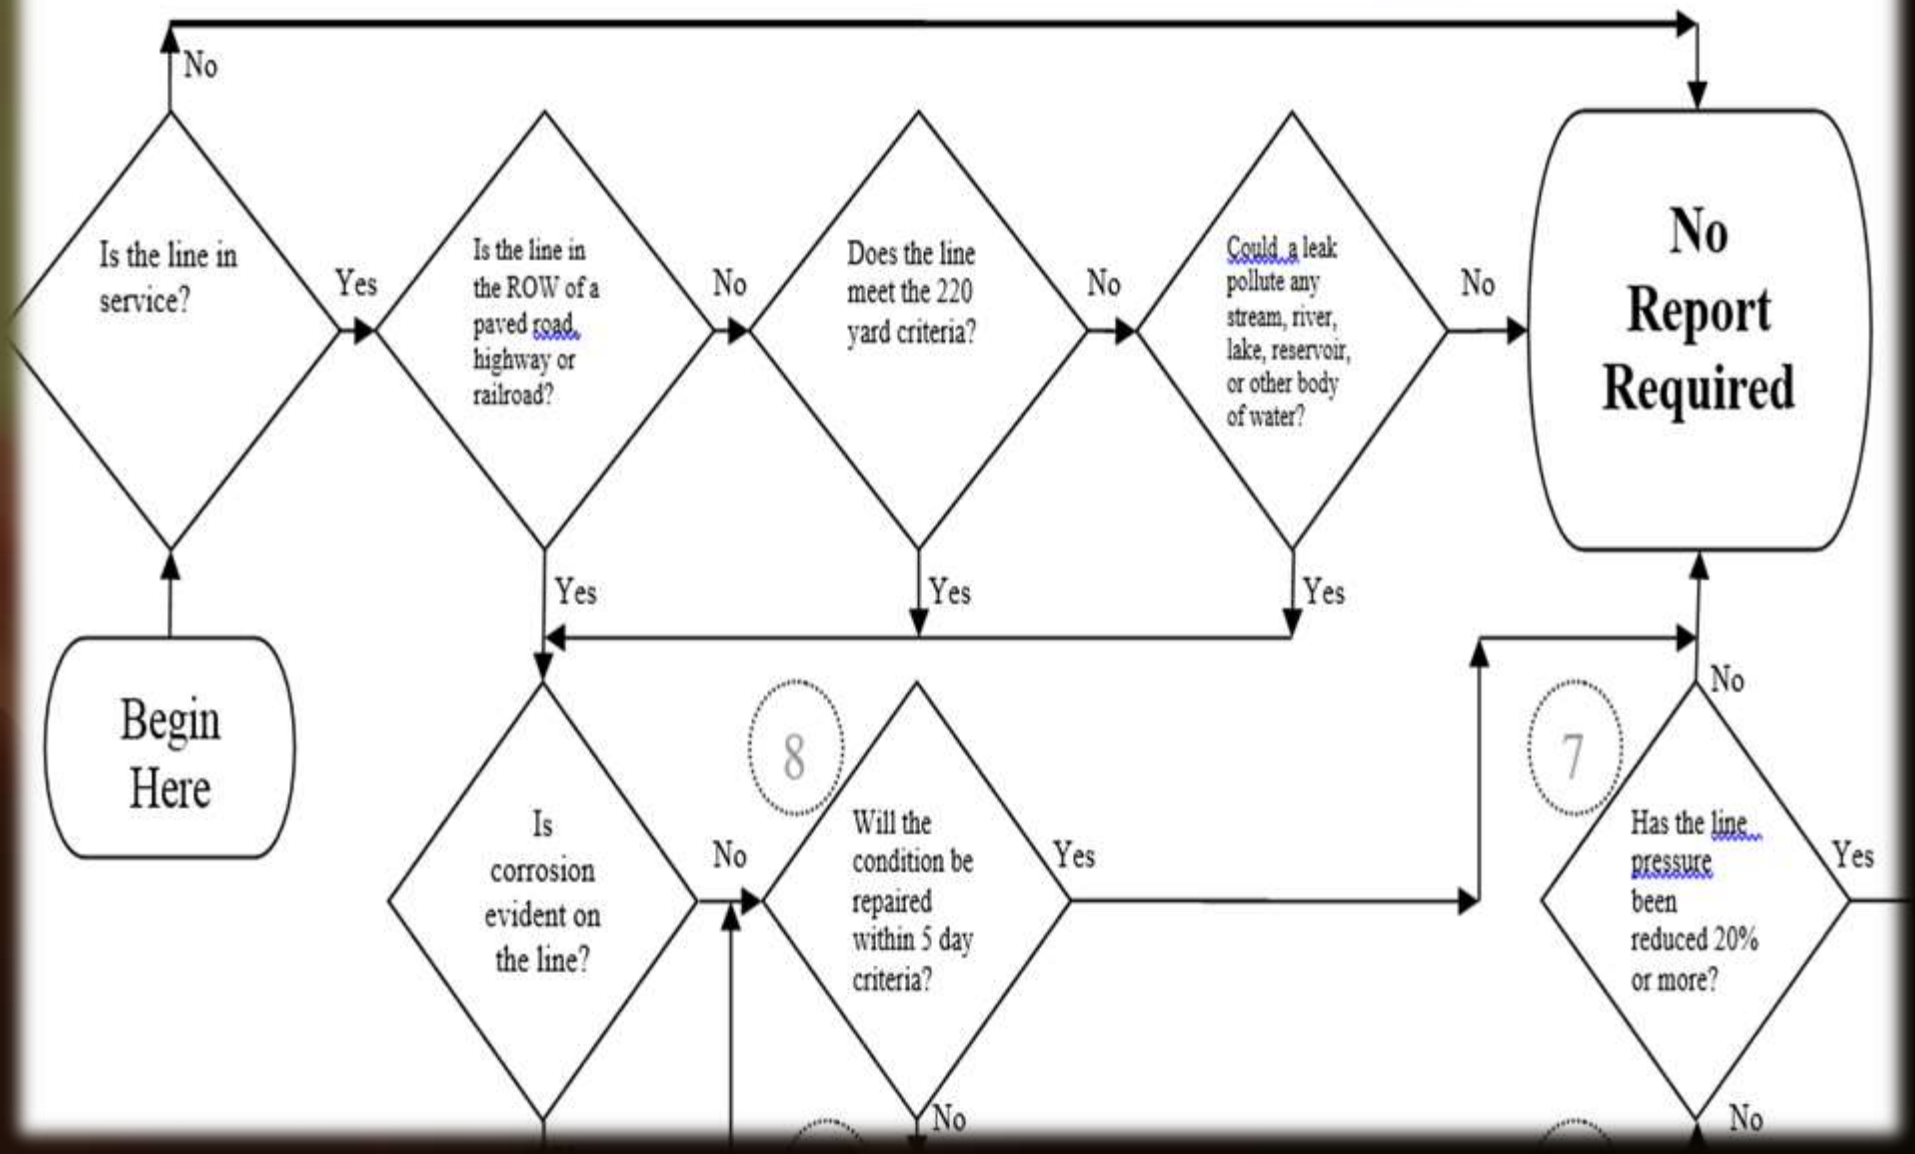 No
Is the line in
service?
Yes
Is the line in
the ROW of a
paved road,
highway or
railroad?
No
Does the line
meet the 220
yard criteria?
No
Could a leak
pollute any
stream, river,
lake, reservoir,
or other body
of water?
No
No
Report
Required
Yes
Yes
Yes
Begin
Here
Is
corrosion
evident on
the line?
No
8
Will the
condition be
repaired
within 5 day
criteria?
Yes
No
7
No
Has the line
pressure
been
reduced 20%
or more?
Yes
No